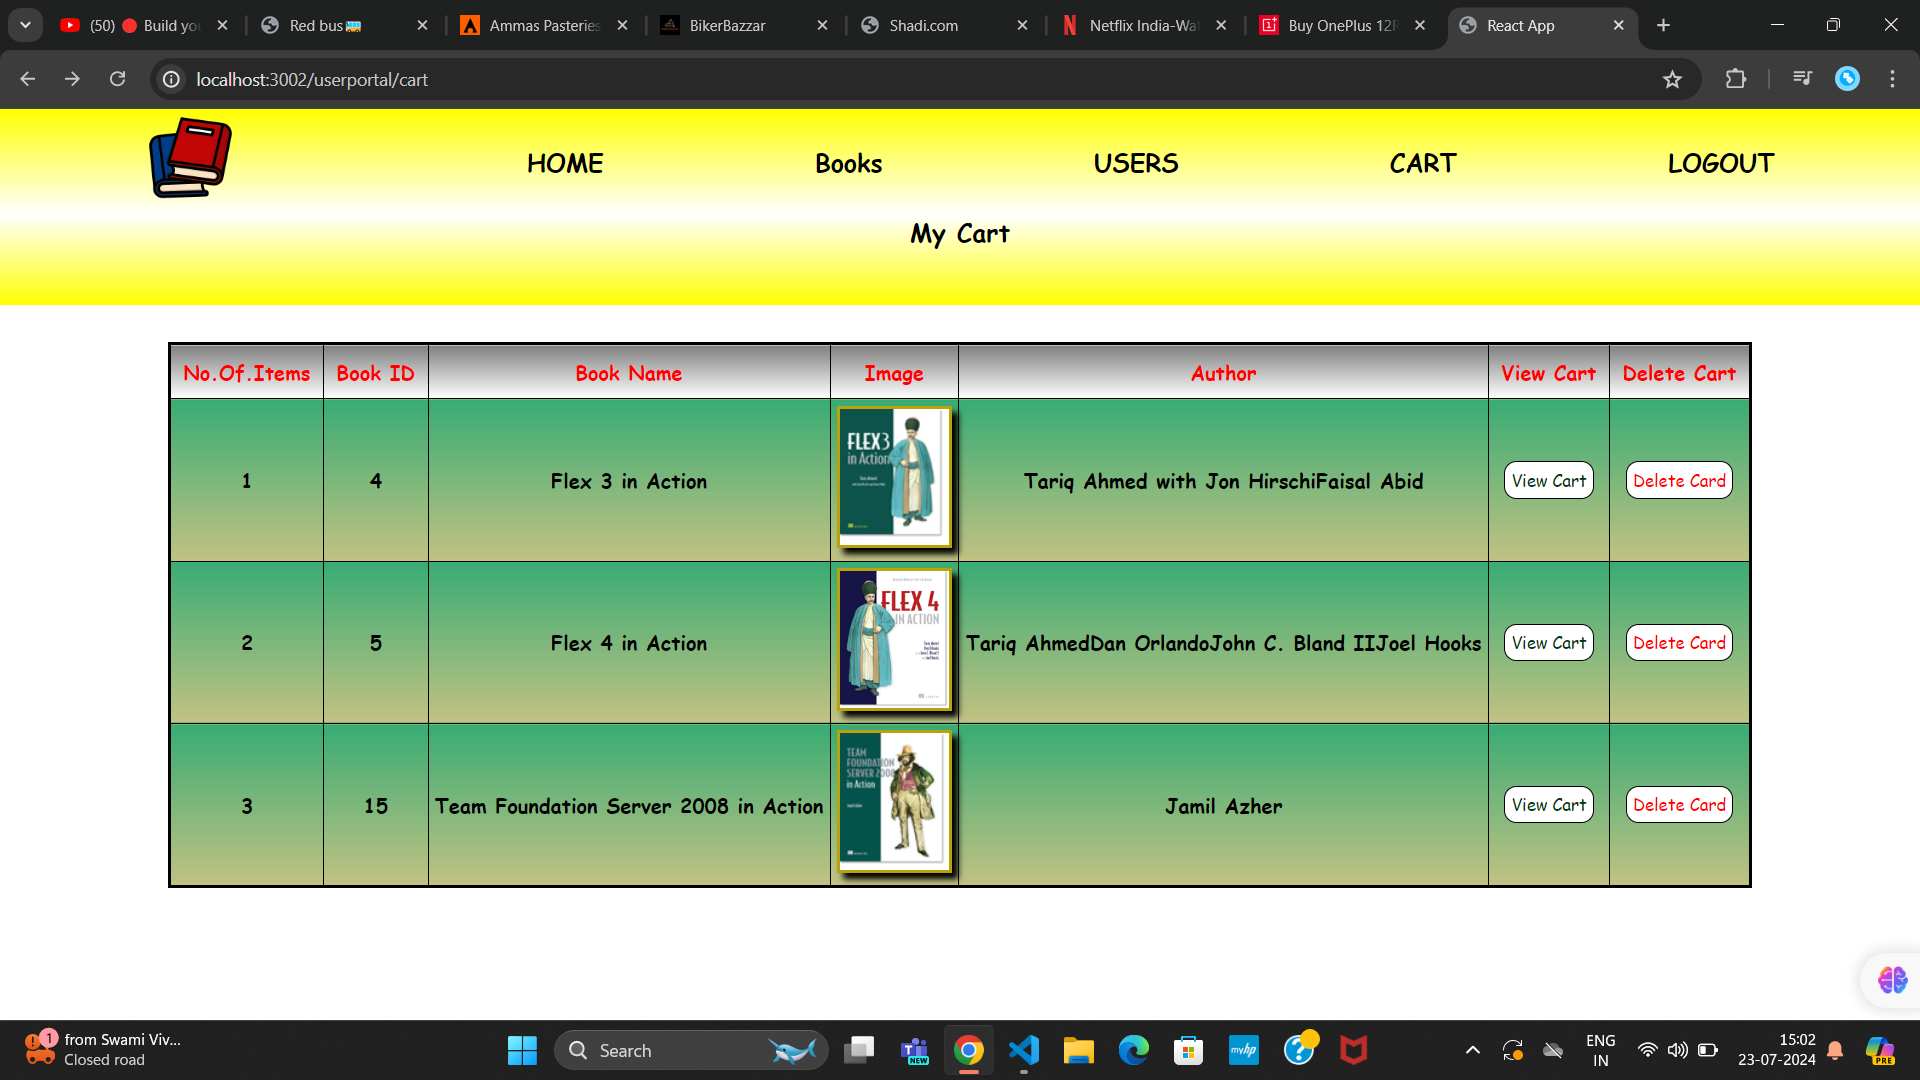 (50) 🔴 Build yo
Red bus🚌
Ammas Pasteries
BikerBazzar
Shadi.com
Netflix India-Wa
Buy OnePlus 12R
React App
localhost:3002/userportal/cart
HOME Books USERS CART LOGOUT
My Cart
No.Of.Items Book ID Book Name Image Author View Cart Delete Cart
1 4 Flex 3 in Action Tariq Ahmed with Jon HirschiFaisal Abid View Cart Delete Card
FLEX3
in Action
2 5 Flex 4 in Action Tariq AhmedDan OrlandoJohn C. Bland IIJoel Hooks View Cart Delete Card
FLEX 4
IN ACTION
3 15 Team Foundation Server 2008 in Action Jamil Azher View Cart Delete Card
TEAM
FOUNDATION
SERVER 2008
in Action
1 from Swami Viv...
Closed road
Search
NEW
myhp
ENG
IN
15:02
23-07-2024
PRE